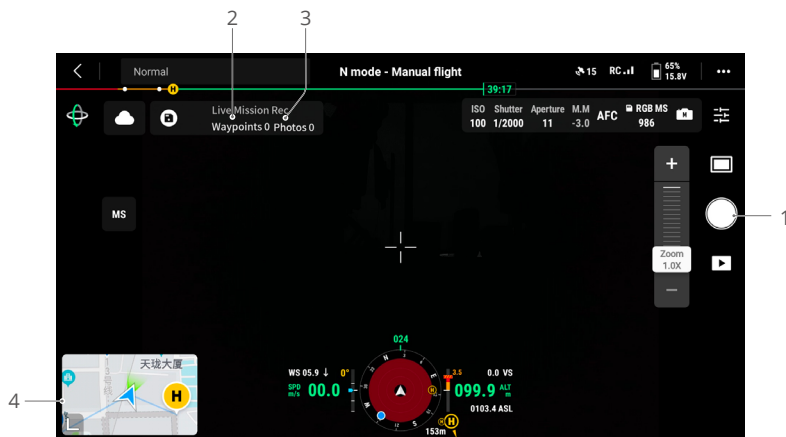 2 3
Normal N mode - Manual flight 15 RC 65%
15.8V
H 39:17
Live Mission Rec
Waypoints 0 Photos 0
ISO Shutter Aperture M.M AFC RGB MS
100 1/2000 11 -3.0 986 M
+
MS
1
Zoom
1.0X
−
024
天珑大厦
H
4
WS 05.9 ↓ 0° 3.5 0.0 VS
SPD
m/s 00.0 099.9 ALT
m
0103.4 ASL
153m H
N
S